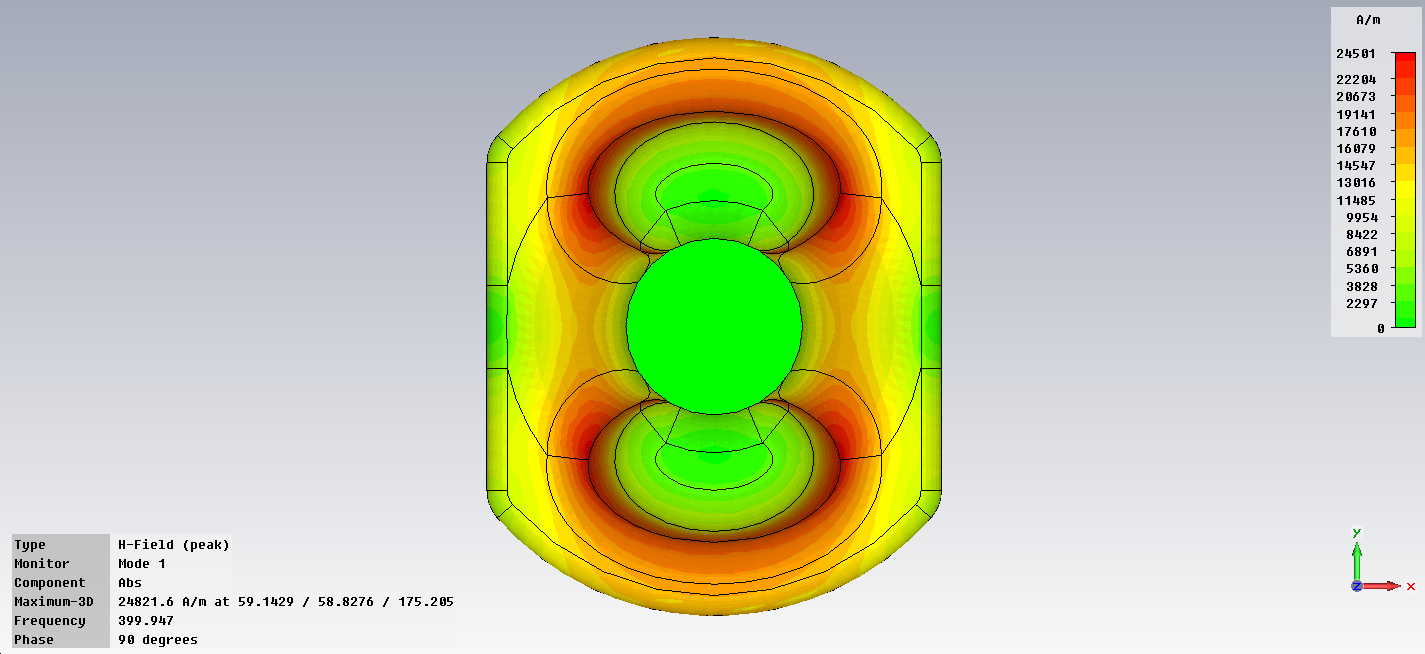 A/m
24501
22204
20673
19141
17610
16079
14547
13016
11485
9954
8422
6891
5360
3828
2297
0
Type H-Field (peak)
Monitor Mode 1
Component Abs
Maximum-3D 24821.6 A/m at 59.1429 / 58.8276 / 175.205
Frequency 399.947
Phase 90 degrees
Y
Z
X